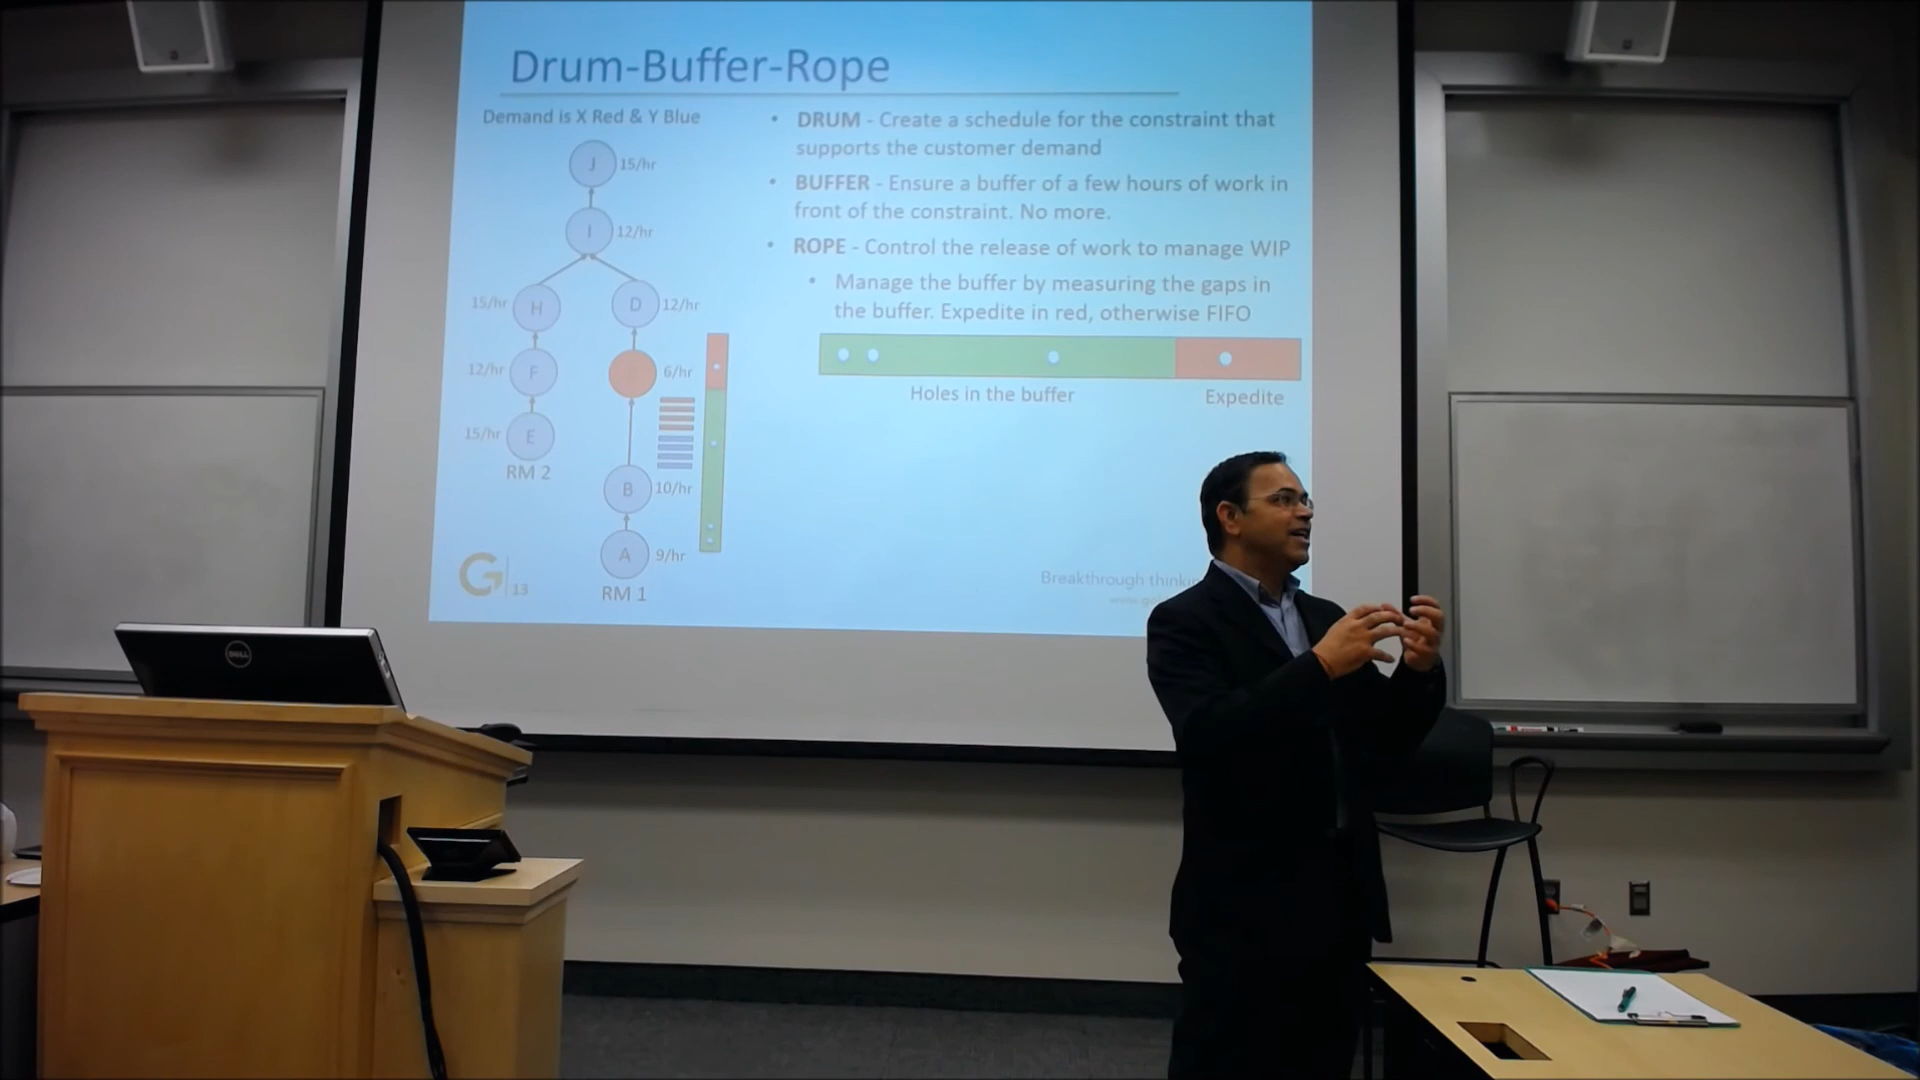 Drum-Buffer-Rope
Demand is X Red & Y Blue
J 15/hr
I 12/hr
15/hr H
D 12/hr
12/hr F
6/hr
15/hr E
RM 2
B 10/hr
A 9/hr
RM 1
• DRUM - Create a schedule for the constraint that
supports the customer demand
• BUFFER - Ensure a buffer of a few hours of work in
front of the constraint. No more.
• ROPE - Control the release of work to manage WIP
• Manage the buffer by measuring the gaps in
the buffer. Expedite in red, otherwise FIFO
Holes in the buffer
Expedite
G 13
Breakthrough
DELL